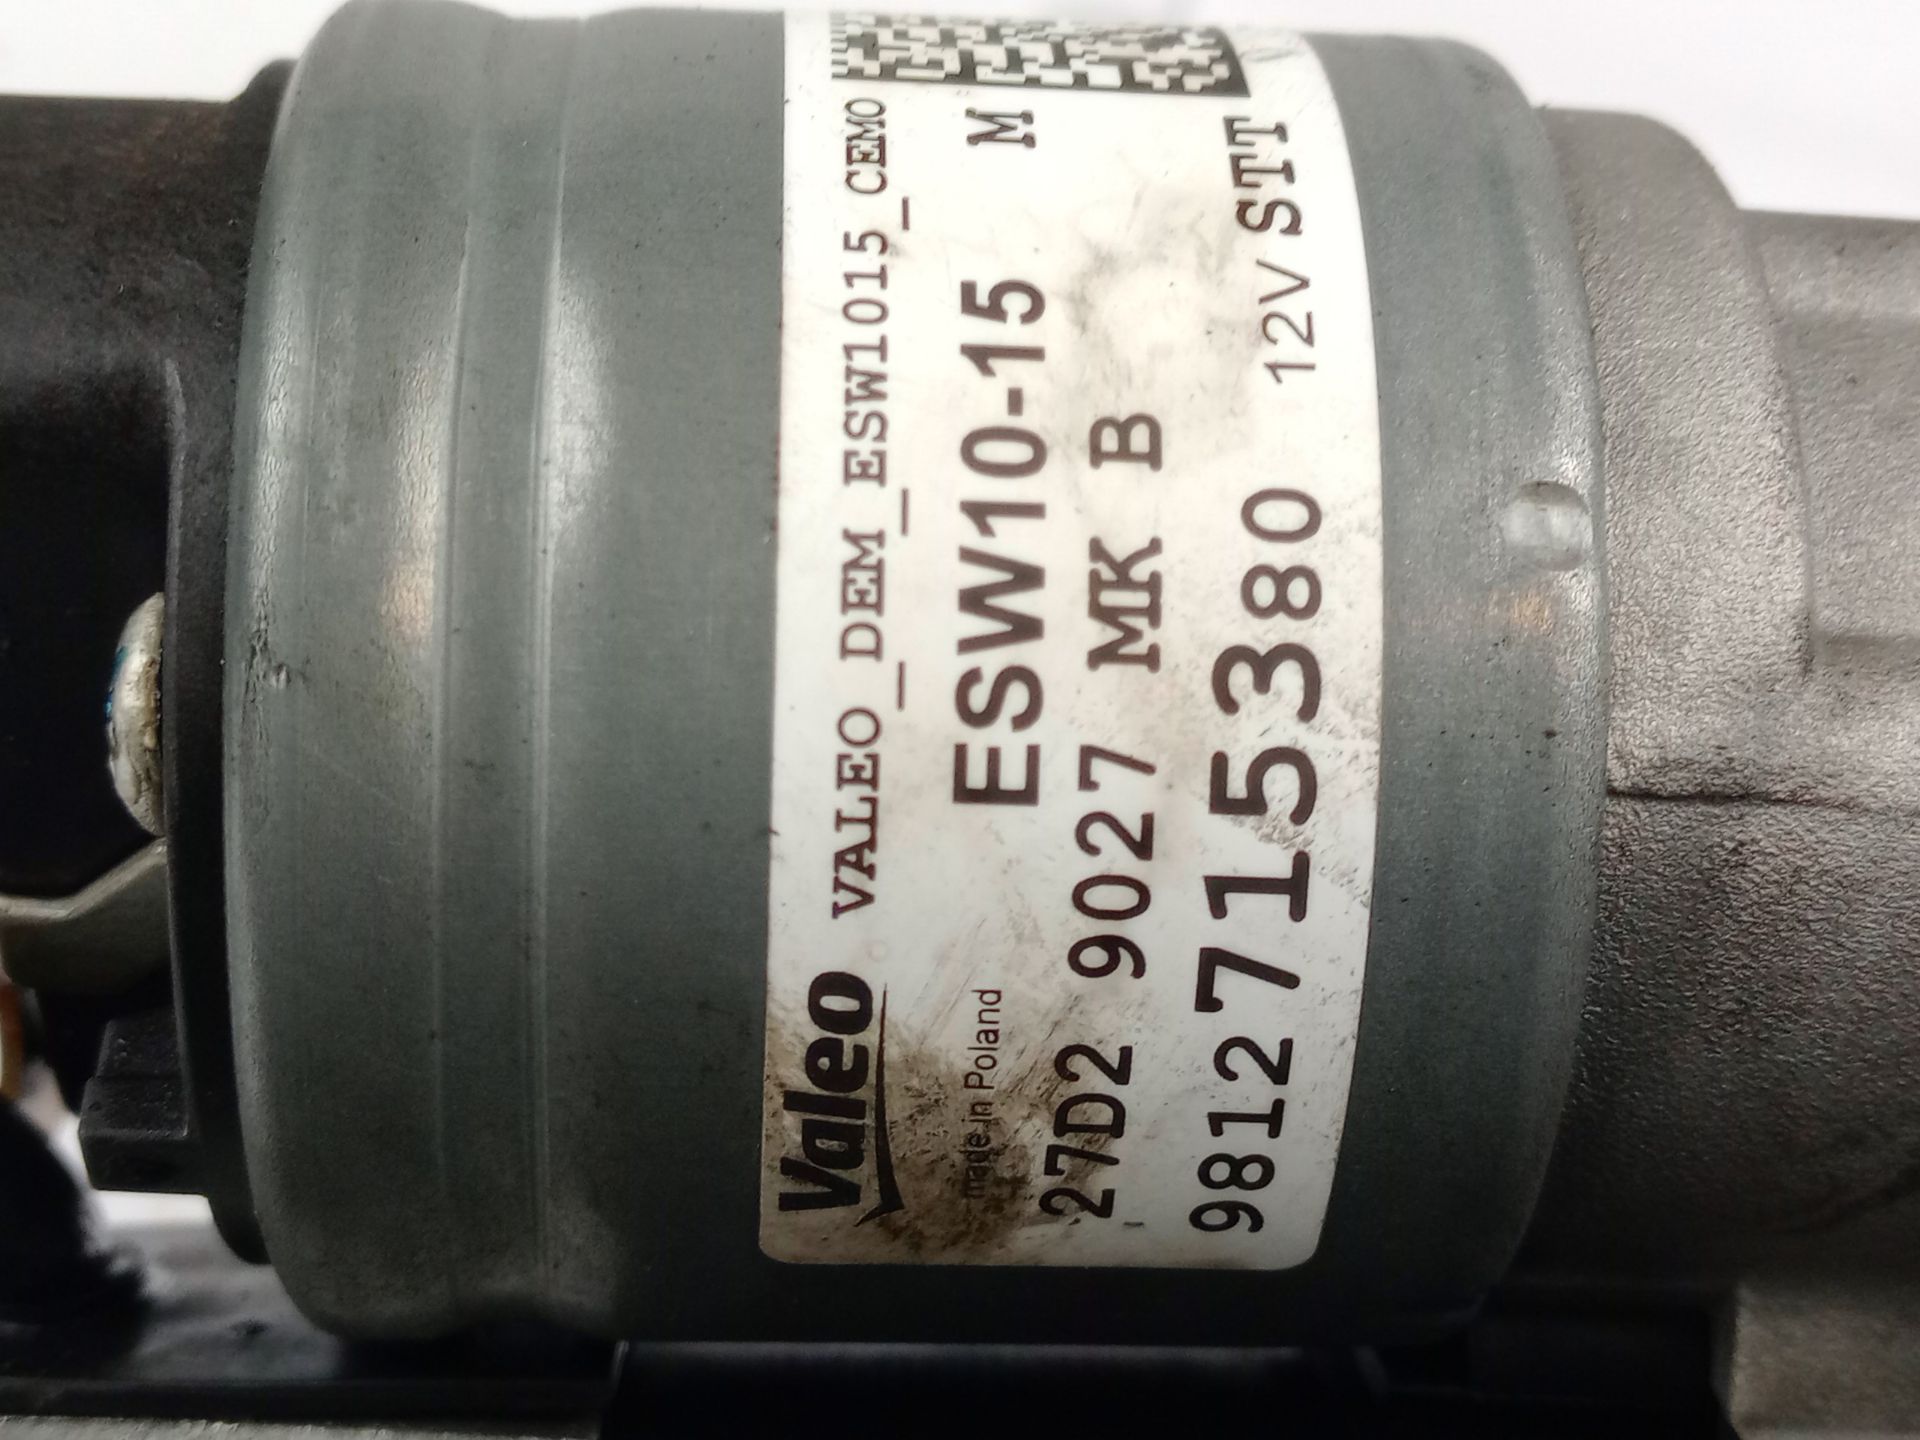 Valeo VALEO_DEM_ESW1015_CEMO
made in Poland ESW10-15 M
27D2 9027 MK B
9812715380 12V STT